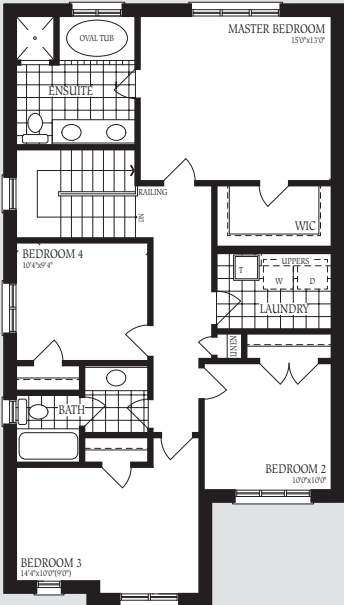 MASTER BEDROOM
15'0"x13'0"
OVAL TUB
ENSUITE
RAILING
DN
WIC
BEDROOM 4
10'4"x9'4"
UPPERS
T
W
D
LAUNDRY
LINEN
BATH
BEDROOM 2
10'0"x10'0"
BEDROOM 3
14'4"x10'0"(9'0")